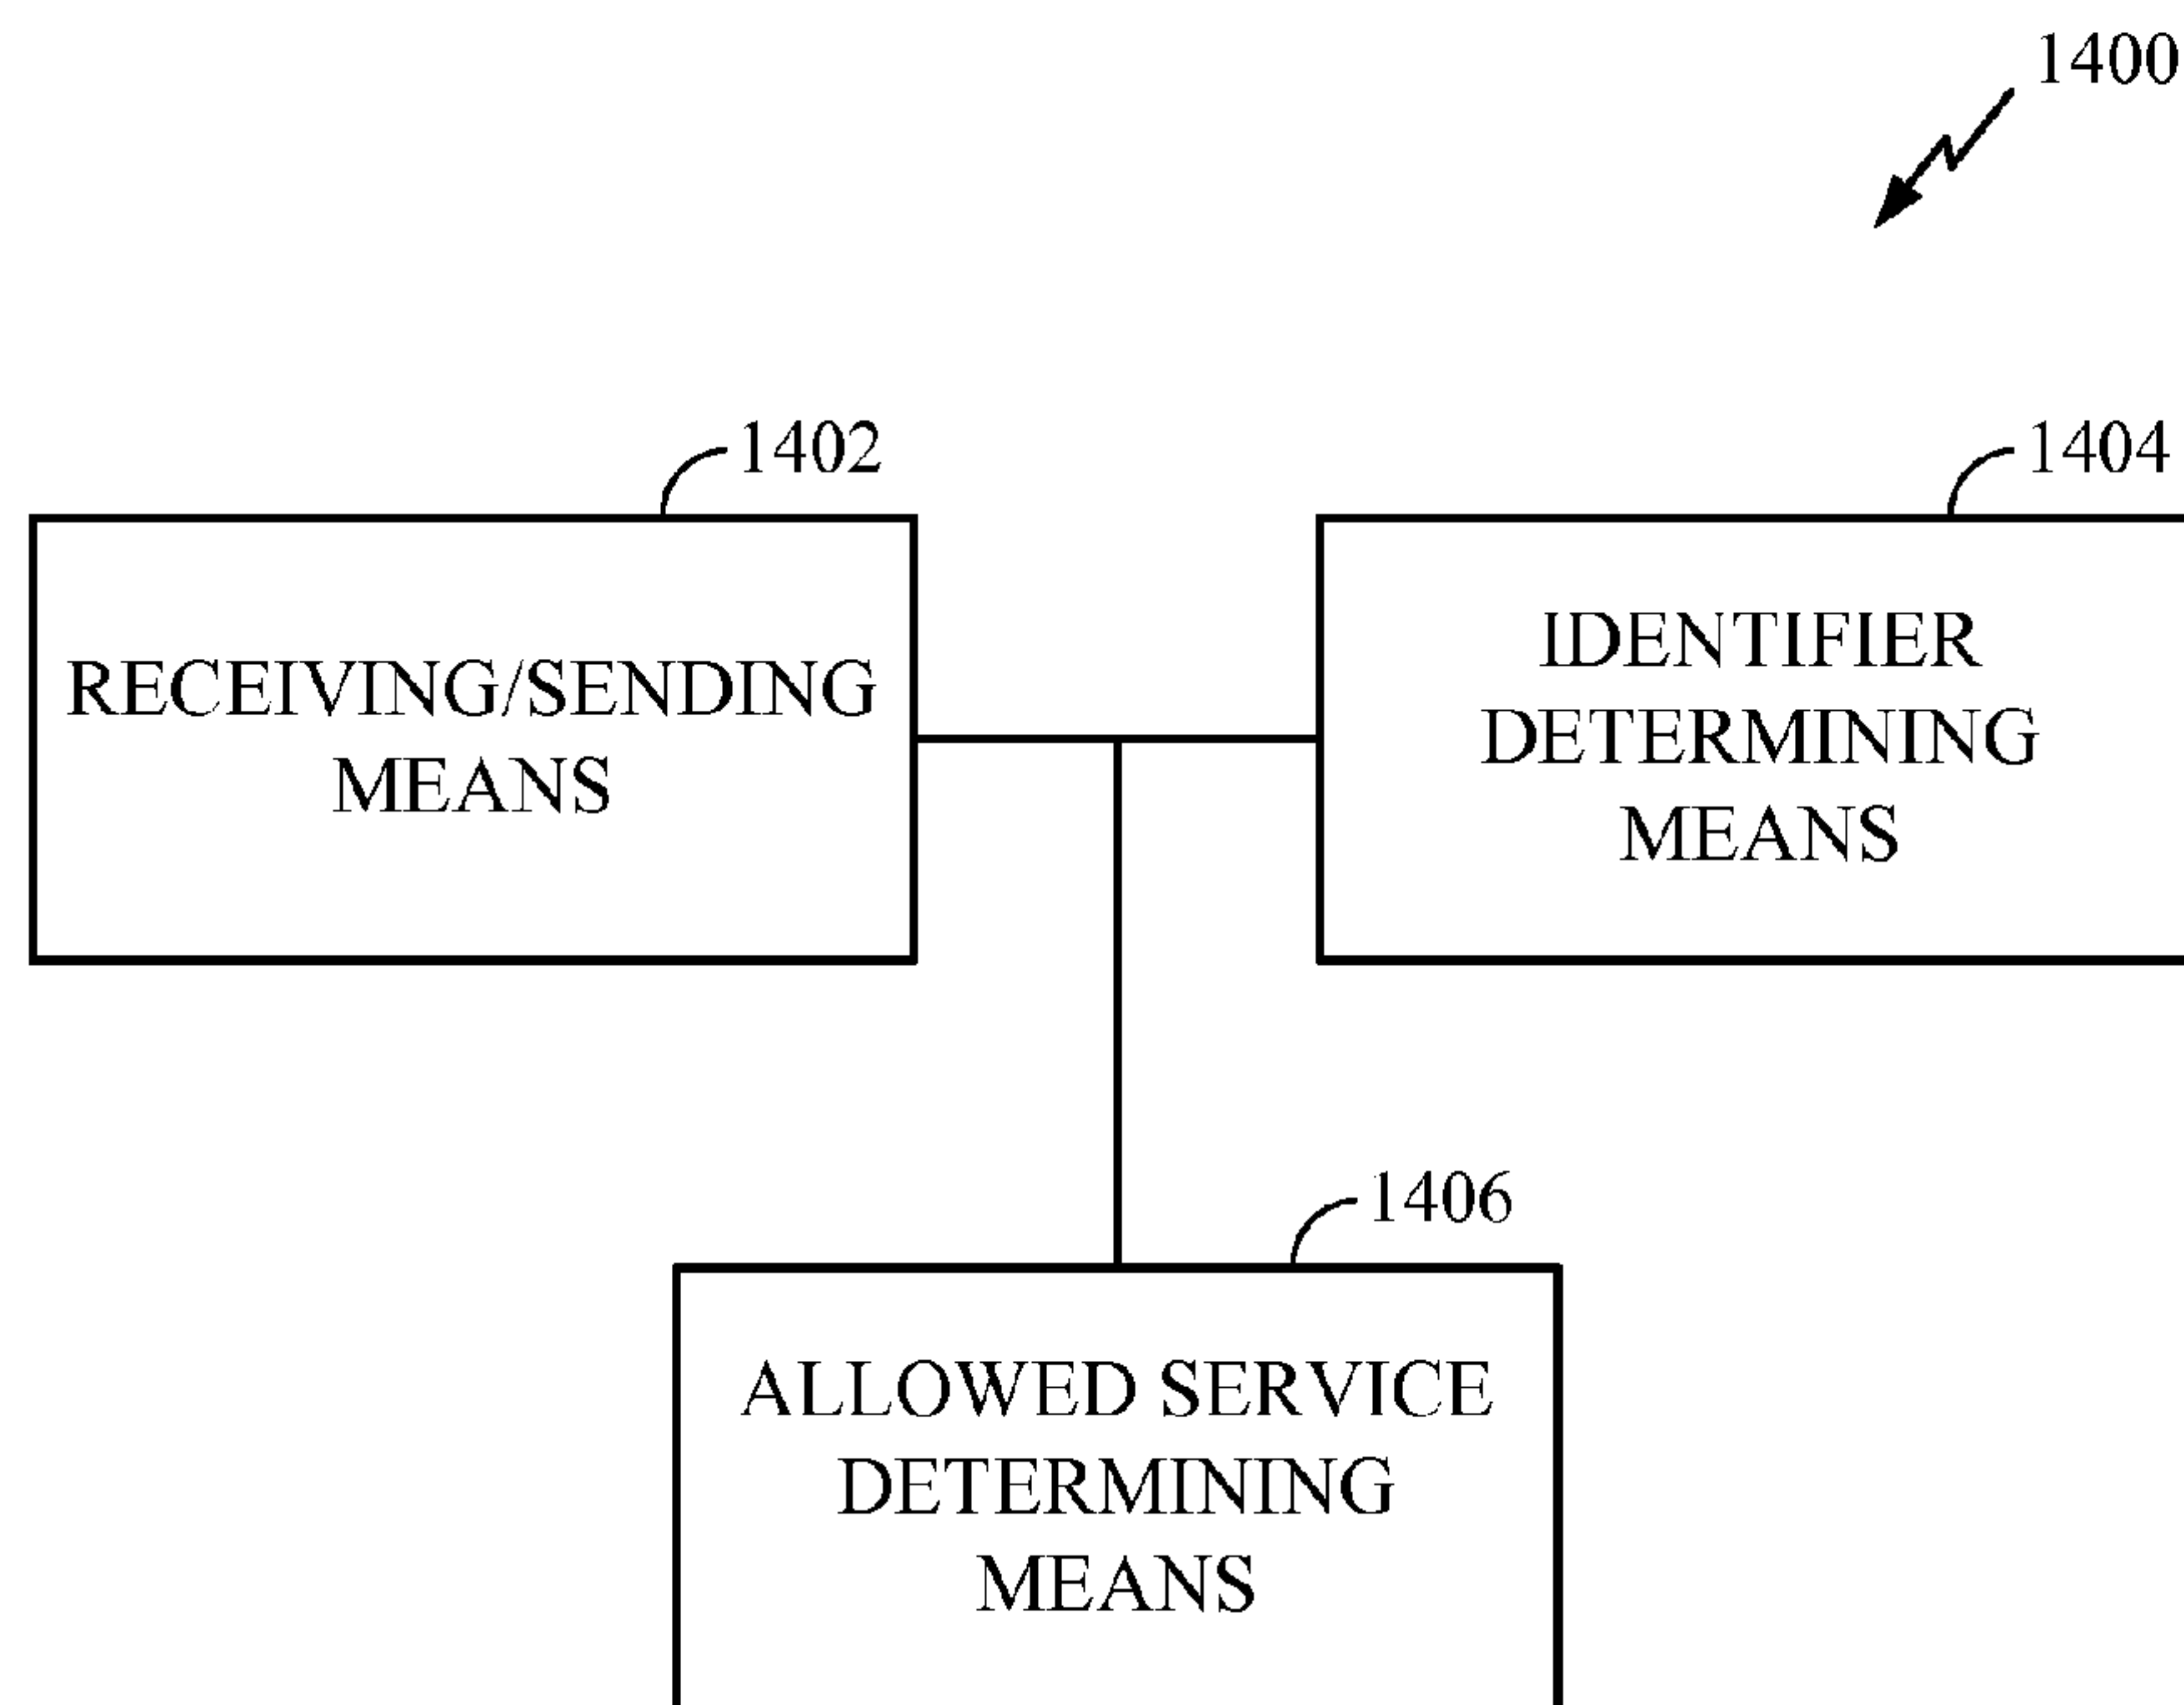 1400
1402
1404
RECEIVING/SENDING
MEANS
IDENTIFIER
DETERMINING
MEANS
1406
ALLOWED SERVICE
DETERMINING
MEANS